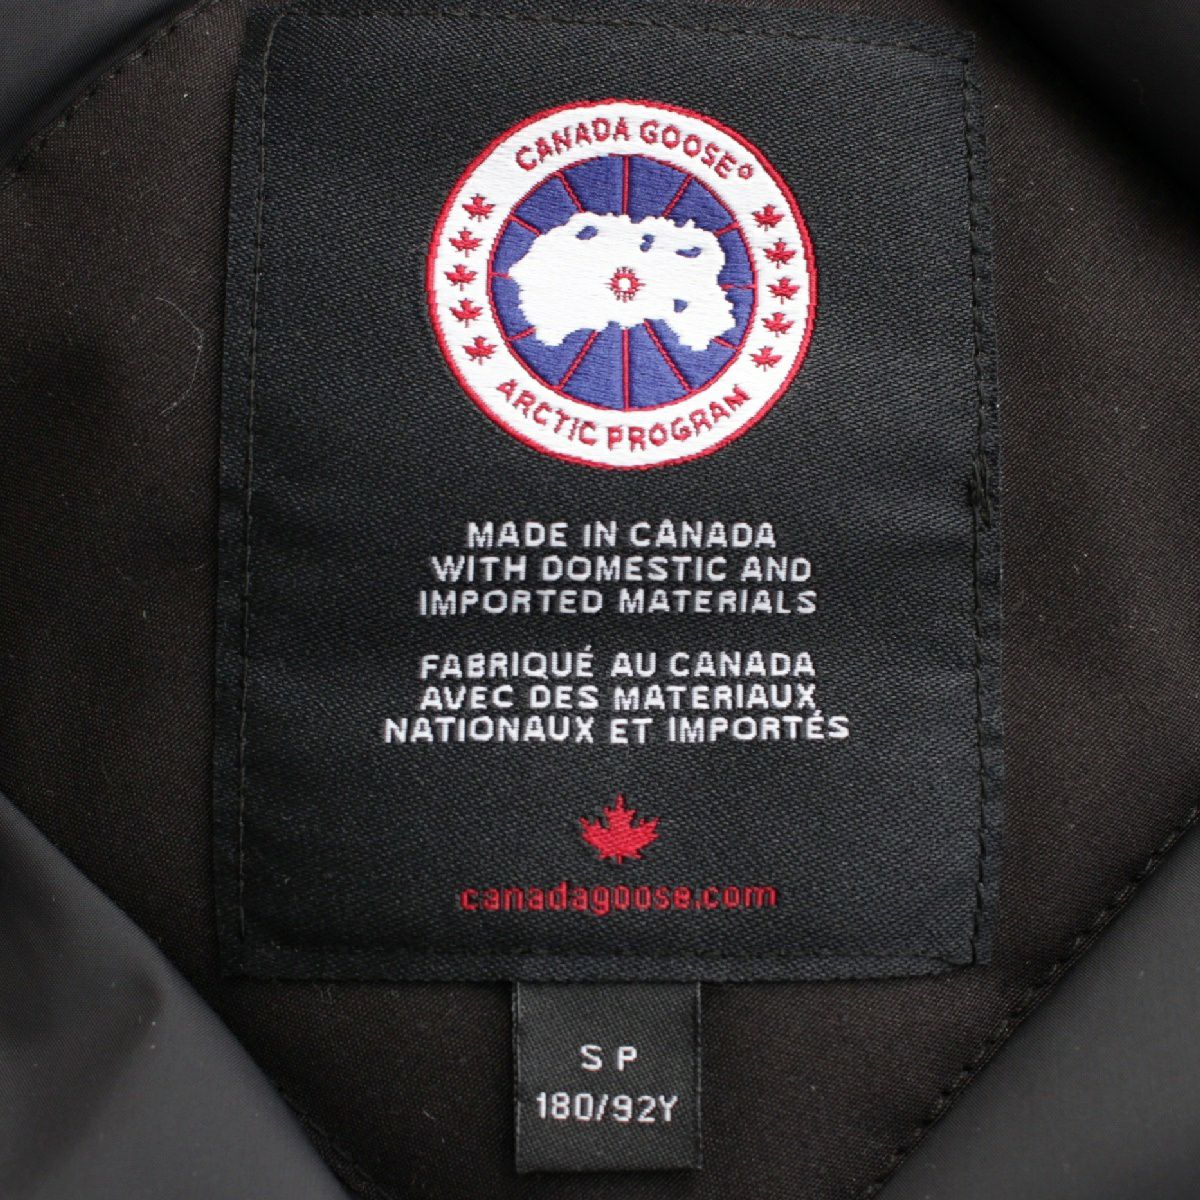 CANADA GOOSE
ARCTIC PROGRAM
MADE IN CANADA
WITH DOMESTIC AND
IMPORTED MATERIALS
FABRIQUÉ AU CANADA
AVEC DES MATERIAUX
NATIONAUX ET IMPORTÉS
canadagoose.com
S P
180/92Y